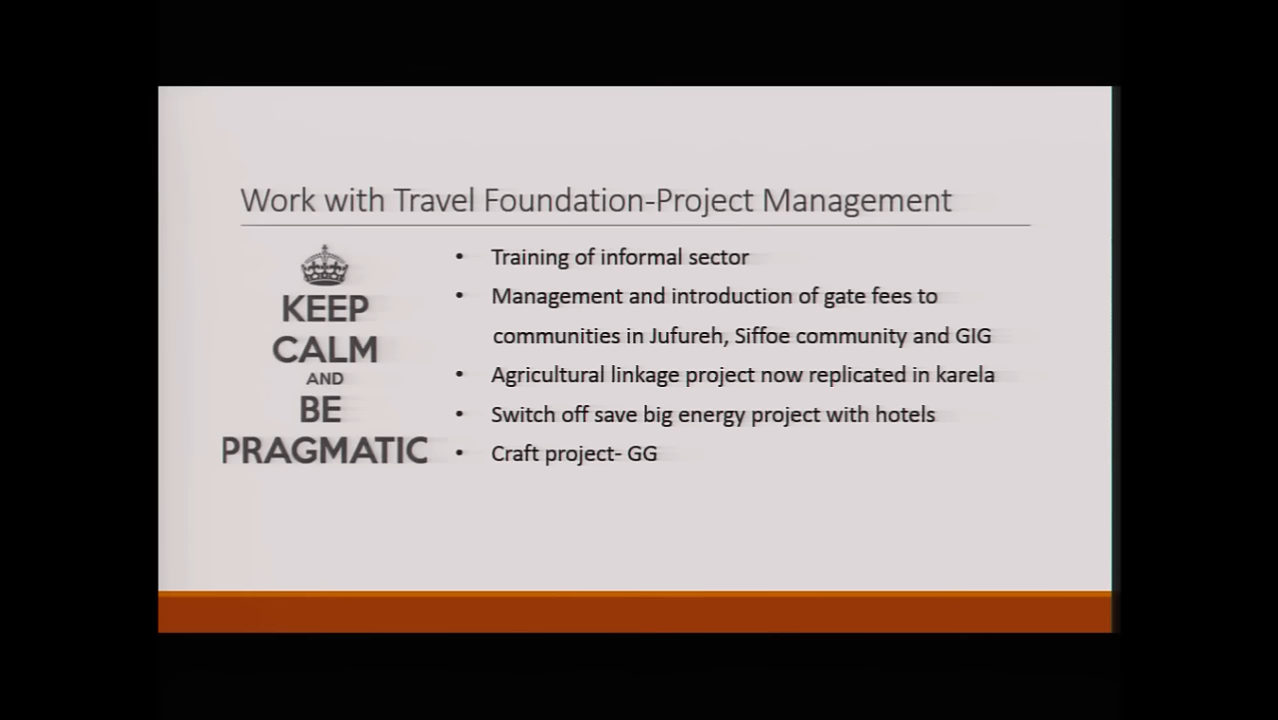 Work with Travel Foundation-Project Management
KEEP
CALM
AND
BE
PRAGMATIC
• Training of informal sector
• Management and introduction of gate fees to
communities in Jufureh, Siffoe community and GIG
• Agricultural linkage project now replicated in karela
• Switch off save big energy project with hotels
• Craft project- GG